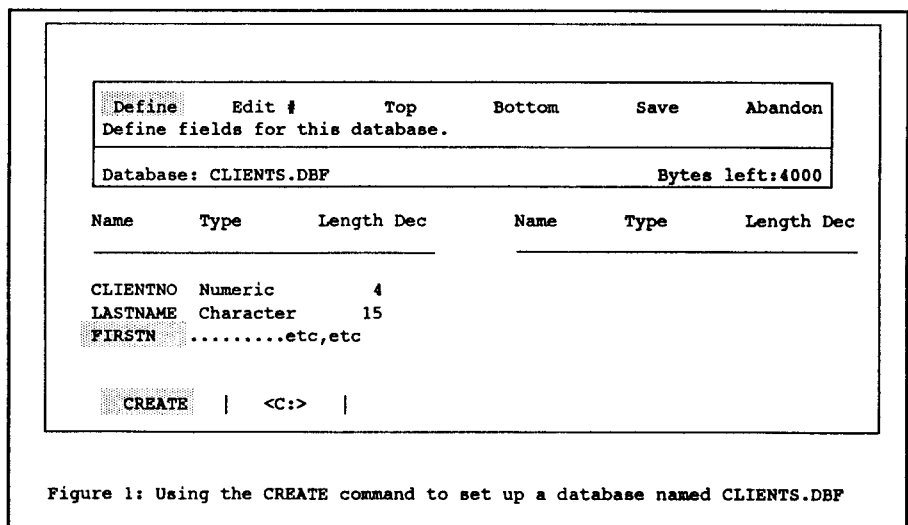 Define Edit # Top Bottom Save Abandon
Define fields for this database.
Database: CLIENTS.DBF Bytes left:4000
Name Type Length Dec Name Type Length Dec
CLIENTNO Numeric 4
LASTNAME Character 15
FIRSTN .........etc,etc
CREATE | <C:> |
Figure 1: Using the CREATE command to set up a database named CLIENTS.DBF